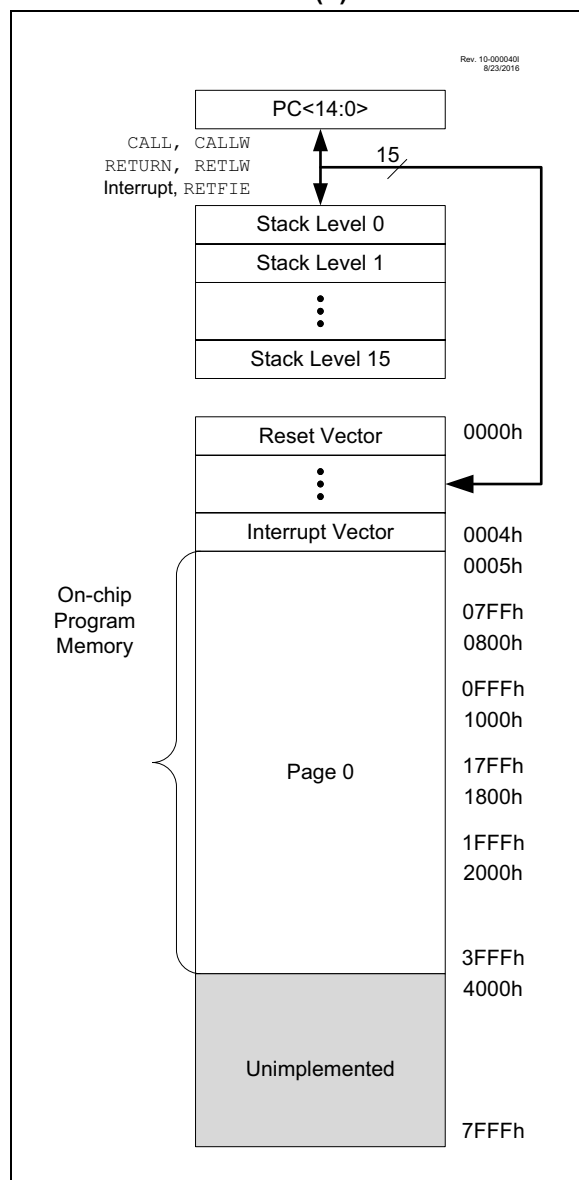 Rev. 10-000040I
8/23/2016
PC<14:0>
CALL, CALLW
RETURN, RETLW
Interrupt, RETFIE
15
Stack Level 0
Stack Level 1
Stack Level 15
Reset Vector
0000h
Interrupt Vector
0004h
0005h
On-chip
Program
Memory
07FFh
0800h
0FFFh
1000h
Page 0
17FFh
1800h
1FFFh
2000h
3FFFh
4000h
Unimplemented
7FFFh